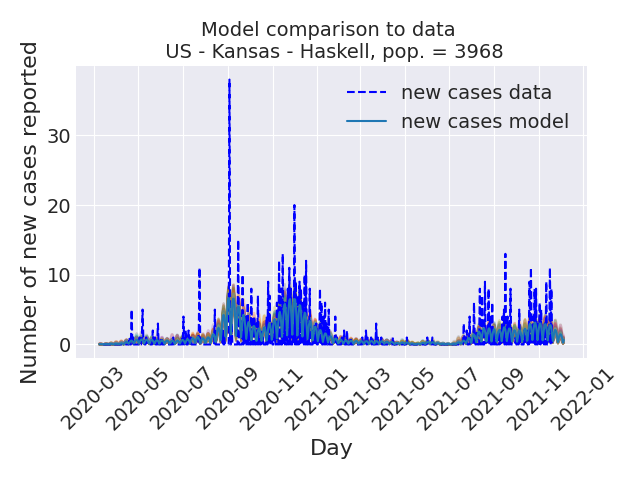 Model comparison to data
US - Kansas - Haskell, pop. = 3968
Number of new cases reported
30
20
10
0
new cases data
new cases model
2020-03
2020-05
2020-07
2020-09
2020-11
2021-01
2021-03
2021-05
2021-07
2021-09
2021-11
2022-01
Day